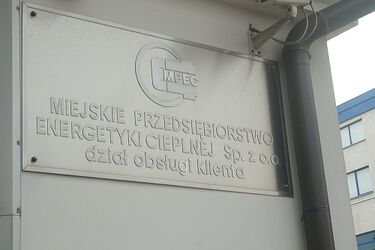 MPEC
MIEJSKIE PRZEDSIĘBIORSTWO
ENERGETYKI CIEPLNEJ Sp. z o.o.
dział obsługi klienta